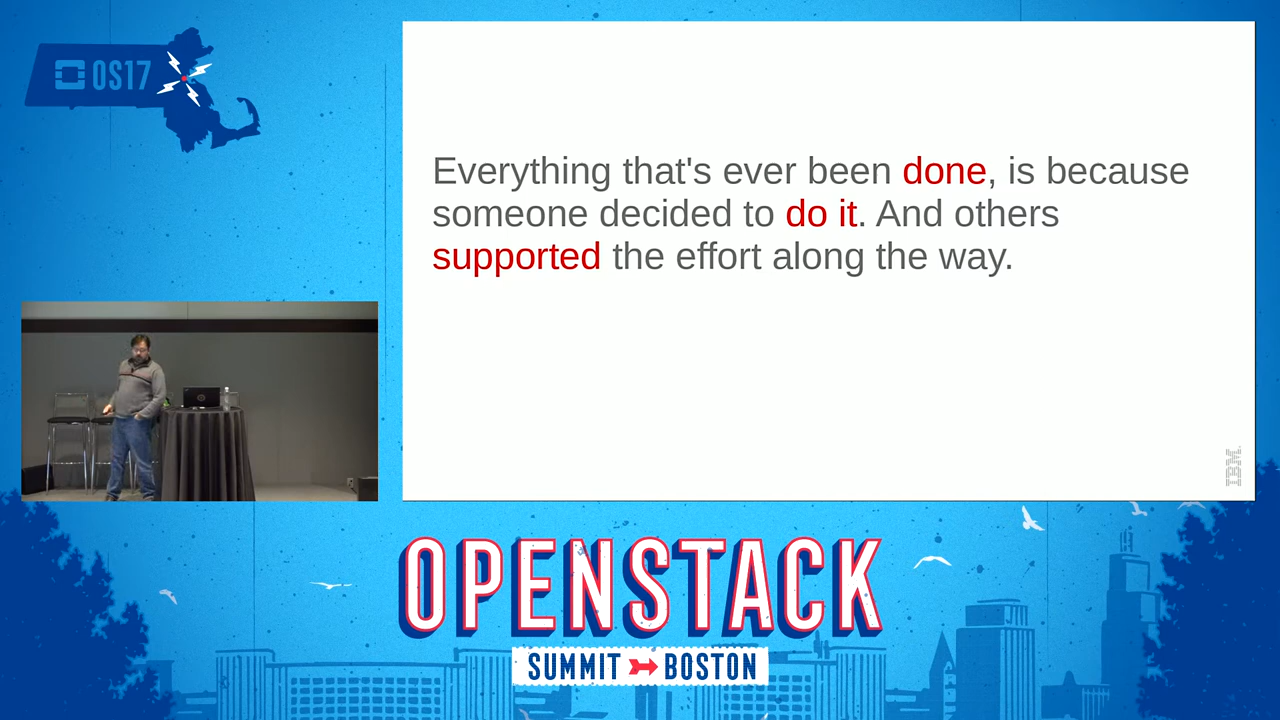 OS17
Everything that's ever been done, is because
someone decided to do it. And others
supported the effort along the way.
IBM
OPENSTACK
SUMMIT BOSTON